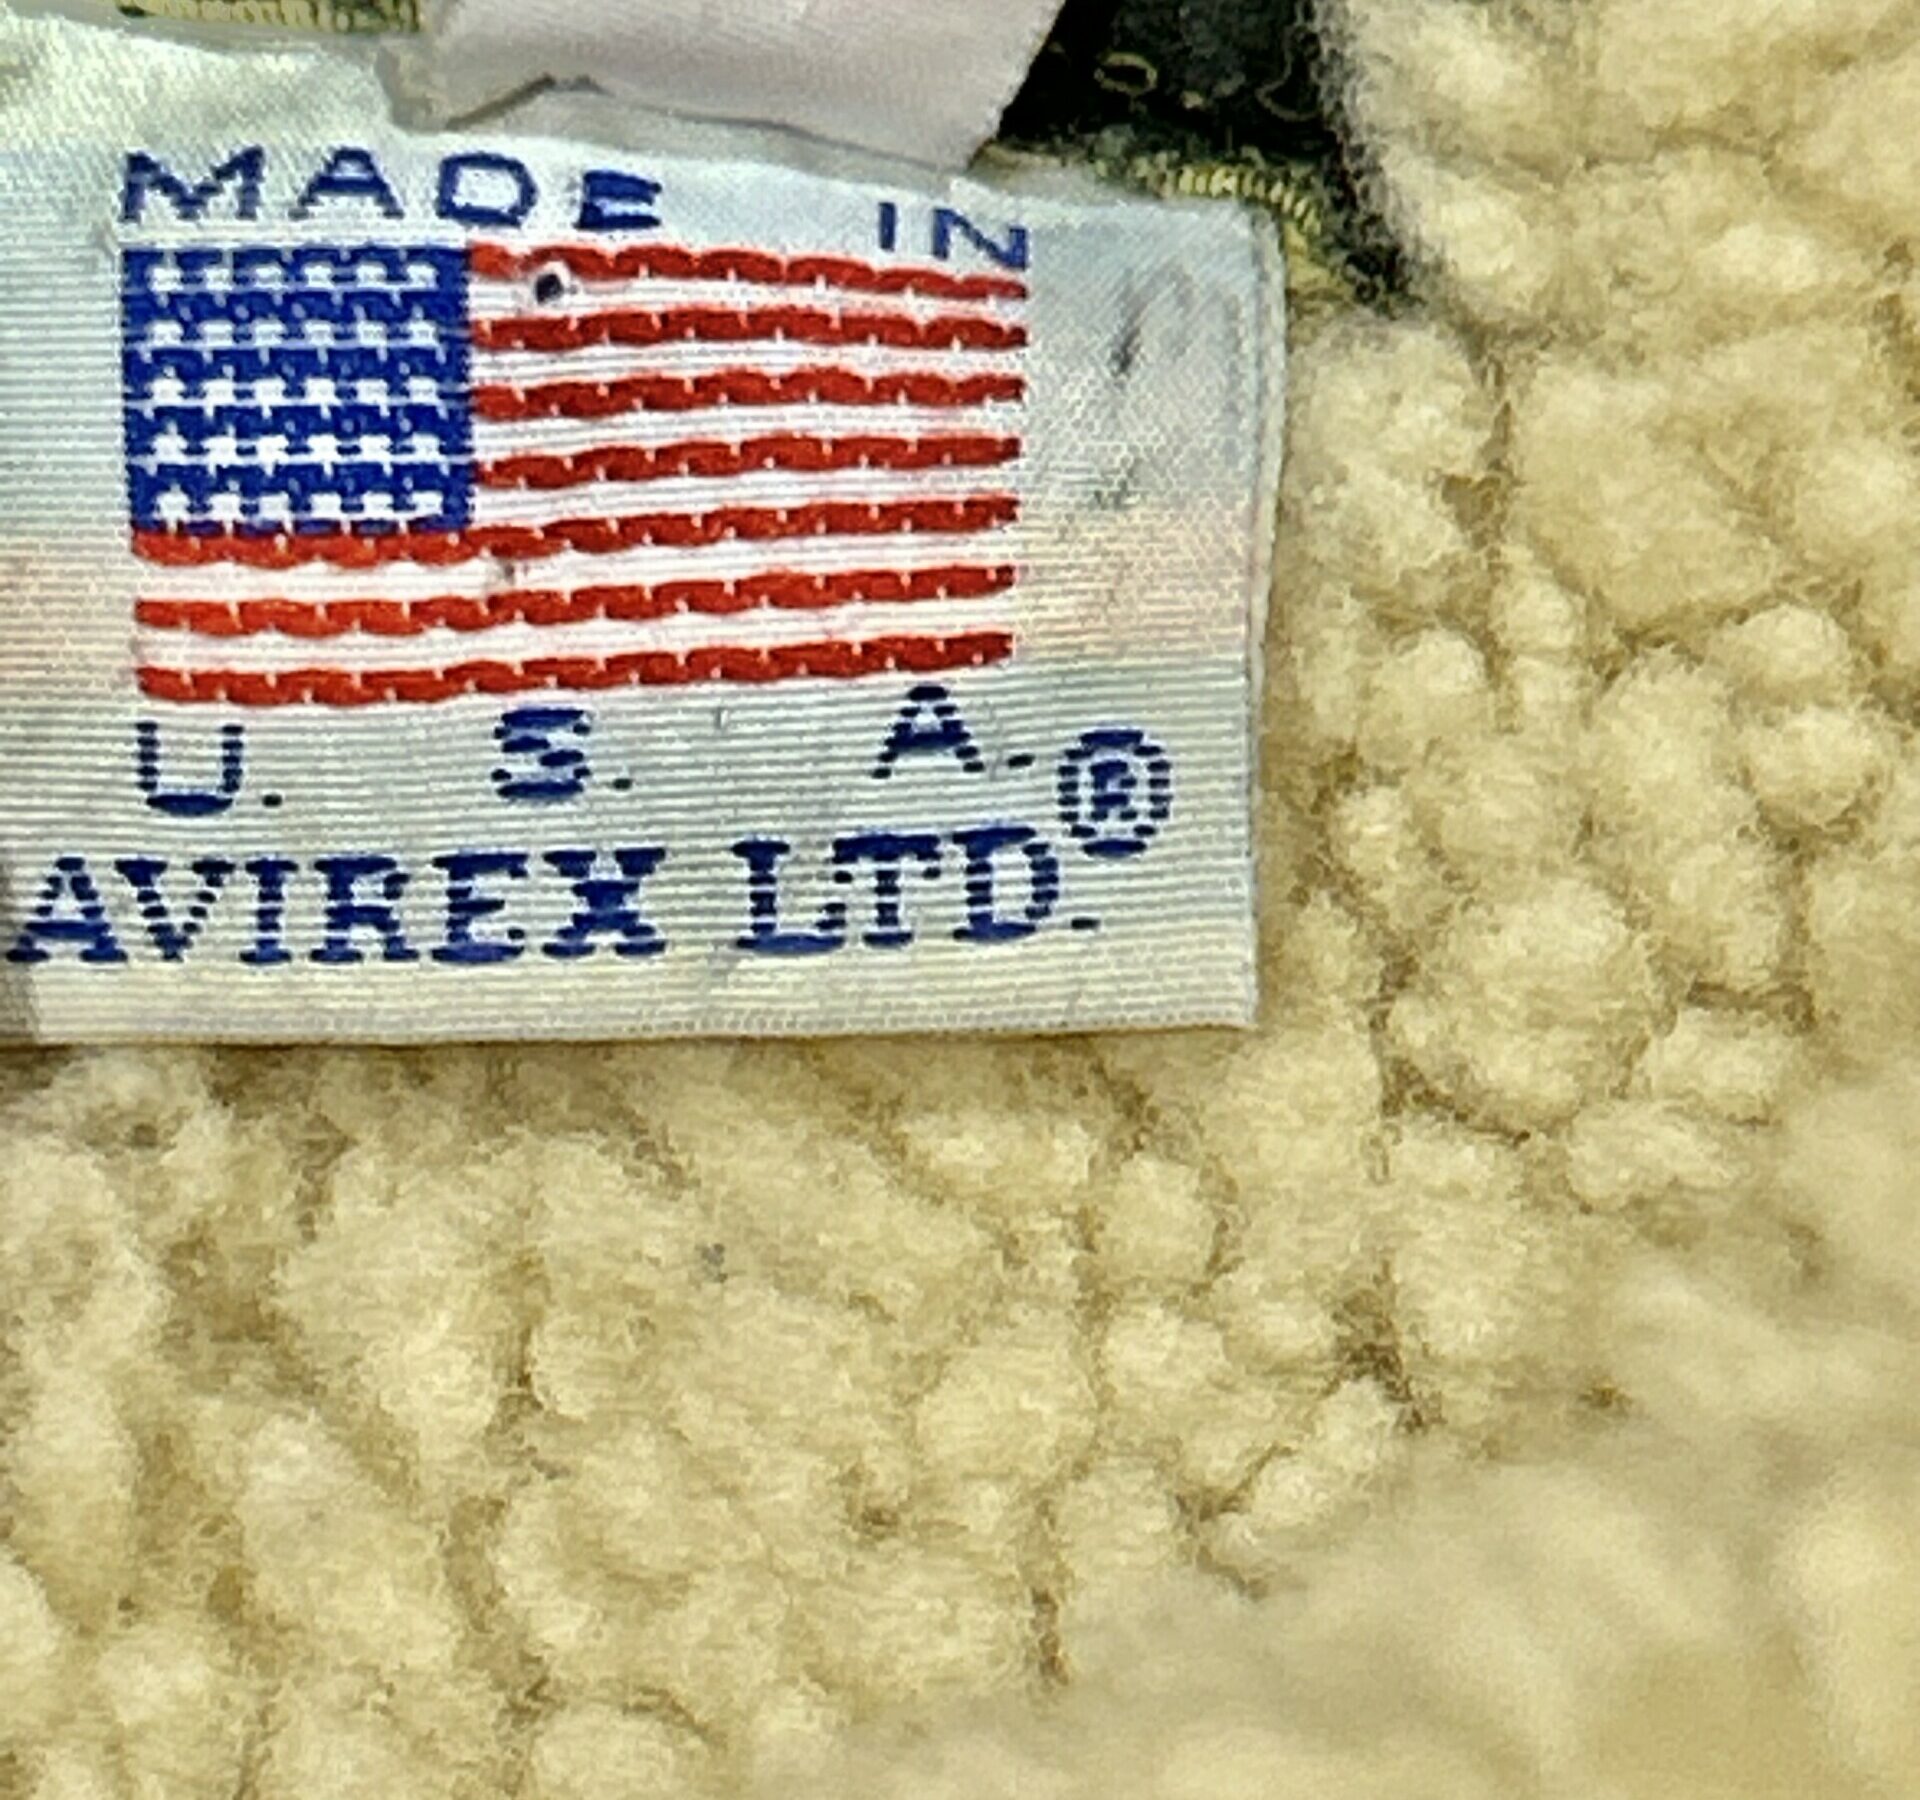 MADE IN
U. S. A.
AVIREX LTD.®